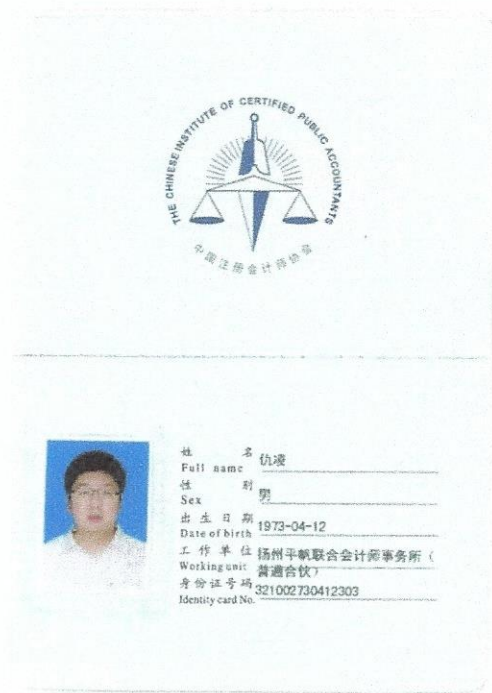 THE CHINESE INSTITUTE OF CERTIFIED PUBLIC ACCOUNTANTS
中国注册会计师协会
姓 名 仇凌
Full name
性 别 男
Sex
出生日期 1973-04-12
Date of birth
工作单位 扬州平帆联合会计师事务所（
Working unit 普通合伙）
身份证号码 321002730412303
Identity card No.